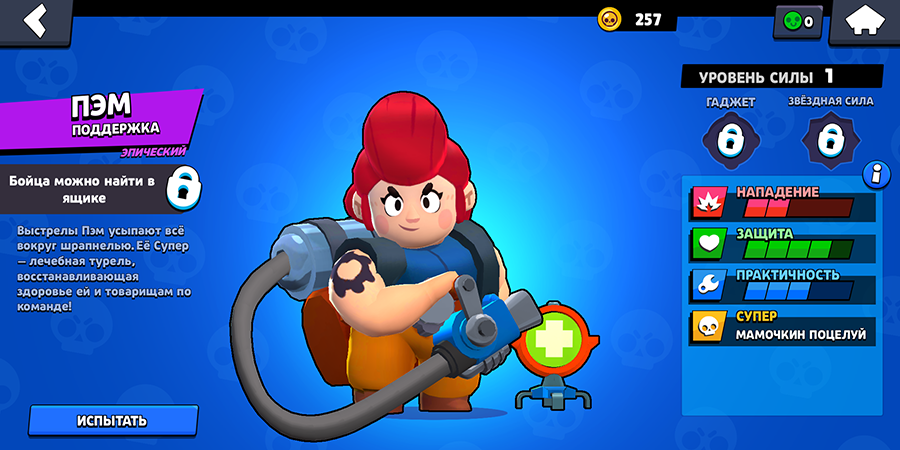 257
0
ПЭМ
ПОДДЕРЖКА
ЭПИЧЕСКИЙ
Бойца можно найти в
ящике
Выстрелы Пэм усыпают всё
вокруг шрапнелью. Её Супер
— лечебная турель,
восстанавливающая
здоровье ей и товарищам по
команде!
ИСПЫТАТЬ
УРОВЕНЬ СИЛЫ 1
ГАДЖЕТ ЗВЁЗДНАЯ СИЛА
i
НАПАДЕНИЕ
ЗАЩИТА
ПРАКТИЧНОСТЬ
СУПЕР
МАМОЧКИН ПОЦЕЛУЙ